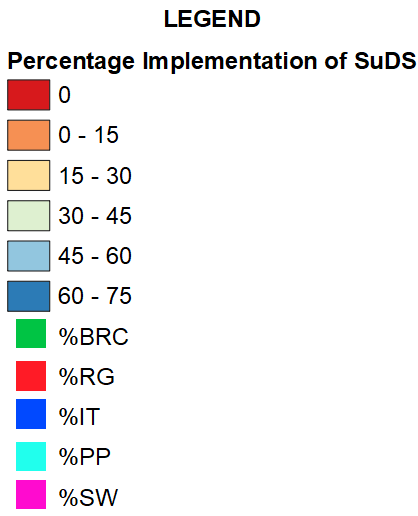 LEGEND
Percentage Implementation of SuDS
0
0 - 15
15 - 30
30 - 45
45 - 60
60 - 75
%BRC
%RG
%IT
%PP
%SW